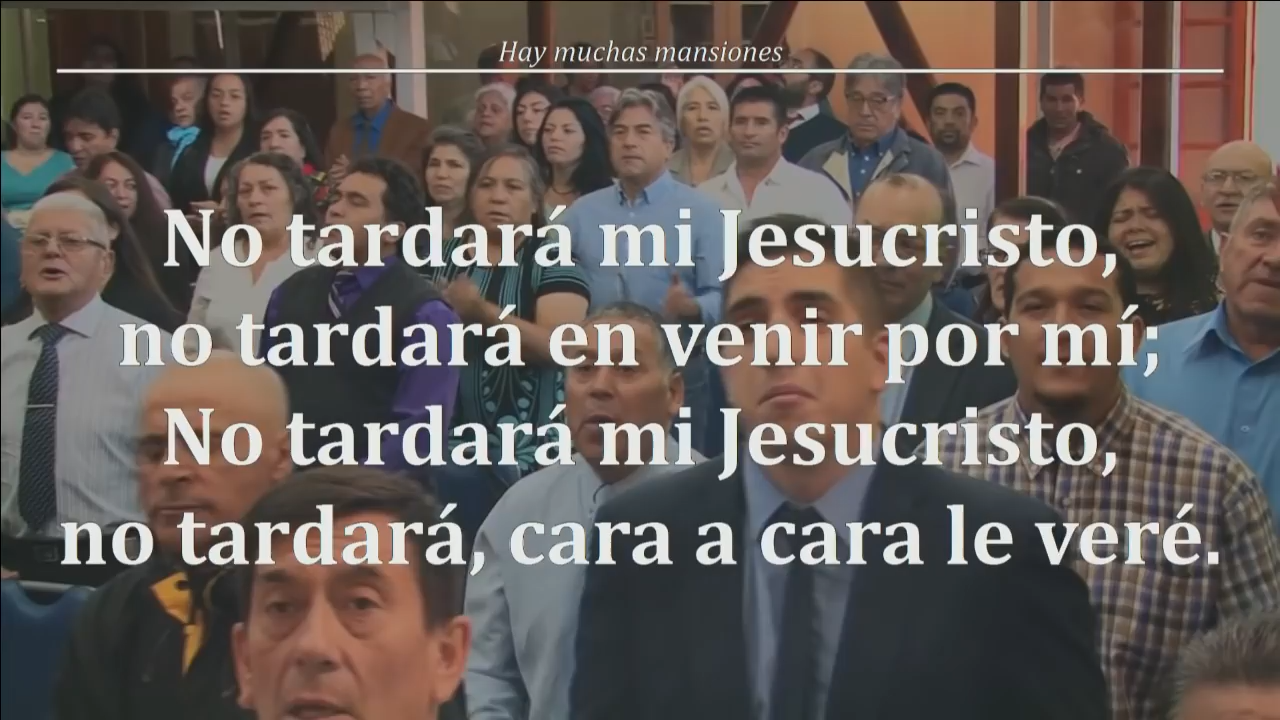 Hay muchas mansiones
No tardará mi Jesucristo,
no tardará en venir por mí;
No tardará mi Jesucristo,
no tardará, cara a cara le veré.